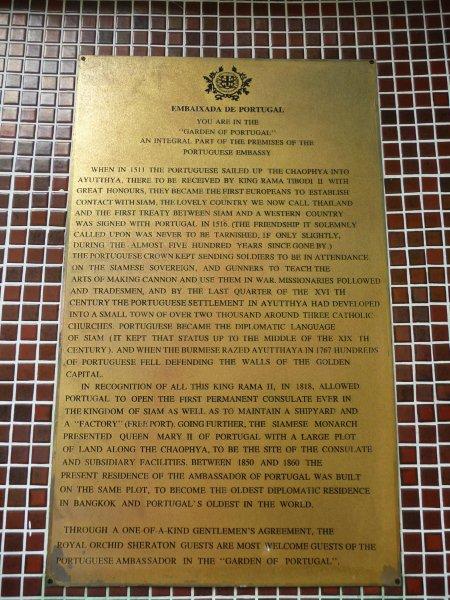 EMBAIXADA DE PORTUGAL
YOU ARE IN THE
"GARDEN OF PORTUGAL"
AN INTEGRAL PART OF THE PREMISES OF THE
PORTUGUESE EMBASSY
WHEN IN 1511 THE PORTUGUESE SAILED UP THE CHAOPHYA INTO
AYUTTHYA, THERE TO BE RECEIVED BY KING RAMA TIBODI II WITH
GREAT HONOURS, THEY BECAME THE FIRST EUROPEANS TO ESTABLISH
CONTACT WITH SIAM, THE LOVELY COUNTRY WE NOW CALL THAILAND
AND THE FIRST TREATY BETWEEN SIAM AND A WESTERN COUNTRY
WAS SIGNED WITH PORTUGAL IN 1516. (THE FRIENDSHIP IT SOLEMNLY
CALLED UPON WAS NEVER TO BE TARNISHED, IF ONLY SLIGHTLY,
DURING THE ALMOST FIVE HUNDRED YEARS SINCE GONE BY.)
THE PORTUGUESE CROWN KEPT SENDING SOLDIERS TO BE IN ATTENDANCE
ON THE SIAMESE SOVEREIGN, AND GUNNERS TO TEACH THE
ARTS OF MAKING CANNON AND USE THEM IN WAR. MISSIONARIES FOLLOWED
AND TRADESMEN, AND BY THE LAST QUARTER OF THE XVI TH
CENTURY THE PORTUGUESE SETTLEMENT IN AYUTTHYA HAD DEVELOPED
INTO A SMALL TOWN OF OVER TWO THOUSAND AROUND THREE CATHOLIC
CHURCHES. PORTUGUESE BECAME THE DIPLOMATIC LANGUAGE
OF SIAM (IT KEPT THAT STATUS UP TO THE MIDDLE OF THE XIX TH
CENTURY). AND WHEN THE BURMESE RAZED AYUTTHAYA IN 1767 HUNDREDS
OF PORTUGUESE FELL DEFENDING THE WALLS OF THE GOLDEN
CAPITAL.
IN RECOGNITION OF ALL THIS KING RAMA II, IN 1818, ALLOWED
PORTUGAL TO OPEN THE FIRST PERMANENT CONSULATE EVER IN
THE KINGDOM OF SIAM AS WELL AS TO MAINTAIN A SHIPYARD AND
A "FACTORY" (FREE PORT). GOING FURTHER, THE SIAMESE MONARCH
PRESENTED QUEEN MARY II OF PORTUGAL WITH A LARGE PLOT
OF LAND ALONG THE CHAOPHYA, TO BE THE SITE OF THE CONSULATE
AND SUBSIDIARY FACILITIES. BETWEEN 1850 AND 1860 THE
PRESENT RESIDENCE OF THE AMBASSADOR OF PORTUGAL WAS BUILT
ON THE SAME PLOT, TO BECOME THE OLDEST DIPLOMATIC RESIDENCE
IN BANGKOK AND PORTUGAL'S OLDEST IN THE WORLD.
THROUGH A ONE-OF-A-KIND GENTLEMEN'S AGREEMENT, THE
ROYAL ORCHID SHERATON GUESTS ARE MOST WELCOME GUESTS OF THE
PORTUGUESE AMBASSADOR IN THE "GARDEN OF PORTUGAL",